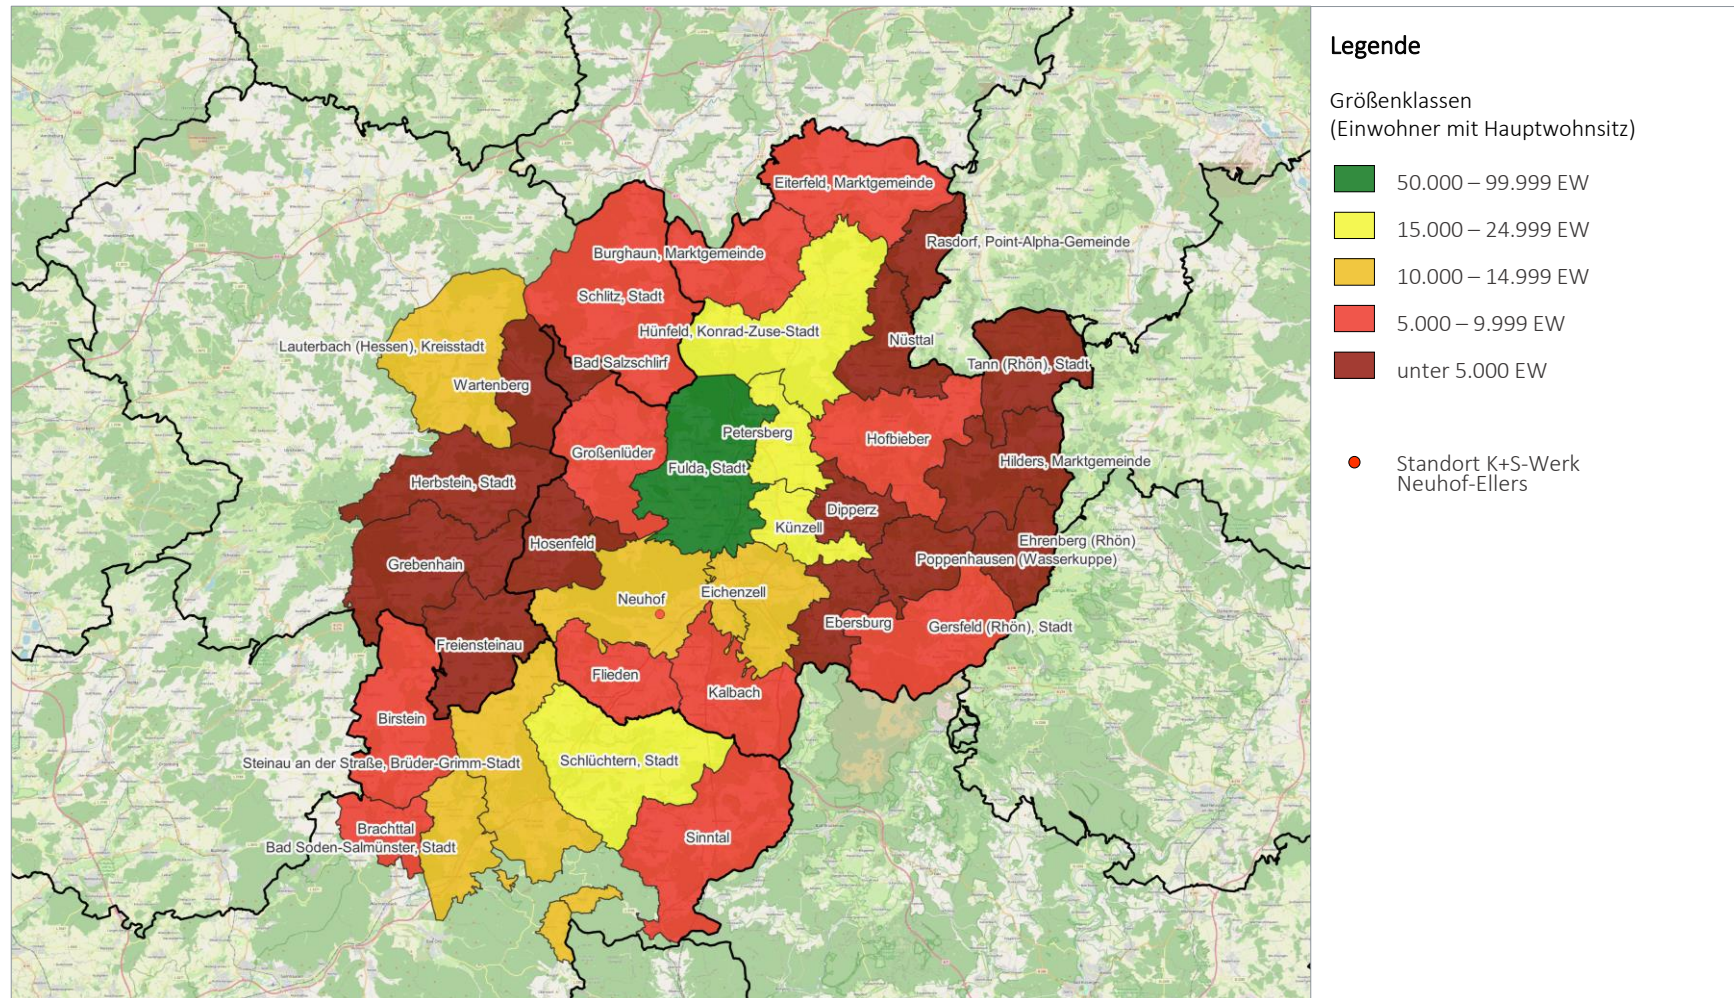 Eiterfeld, Marktgemeinde
Rasdorf, Point-Alpha-Gemeinde
Burghaun, Marktgemeinde
Schlitz, Stadt
Hünfeld, Konrad-Zuse-Stadt
Nüsttal
Lauterbach (Hessen), Kreisstadt
Bad Salzschlirf
Tann (Rhön), Stadt
Wartenberg
Petersberg
Hofbieber
Großenlüder
Hilders, Marktgemeinde
Fulda, Stadt
Herbstein, Stadt
Dipperz
Künzell
Hosenfeld
Ehrenberg (Rhön)
Poppenhausen (Wasserkuppe)
Grebenhain
Eichenzell
Neuhof
Ebersburg
Gersfeld (Rhön), Stadt
Freiensteinau
Flieden
Kalbach
Birstein
Steinau an der Straße, Brüder-Grimm-Stadt
Schlüchtern, Stadt
Brachttal
Sinntal
Bad Soden-Salmünster, Stadt
Legende
Größenklassen
(Einwohner mit Hauptwohnsitz)
50.000 – 99.999 EW
15.000 – 24.999 EW
10.000 – 14.999 EW
5.000 – 9.999 EW
unter 5.000 EW
Standort K+S-Werk
Neuhof-Ellers